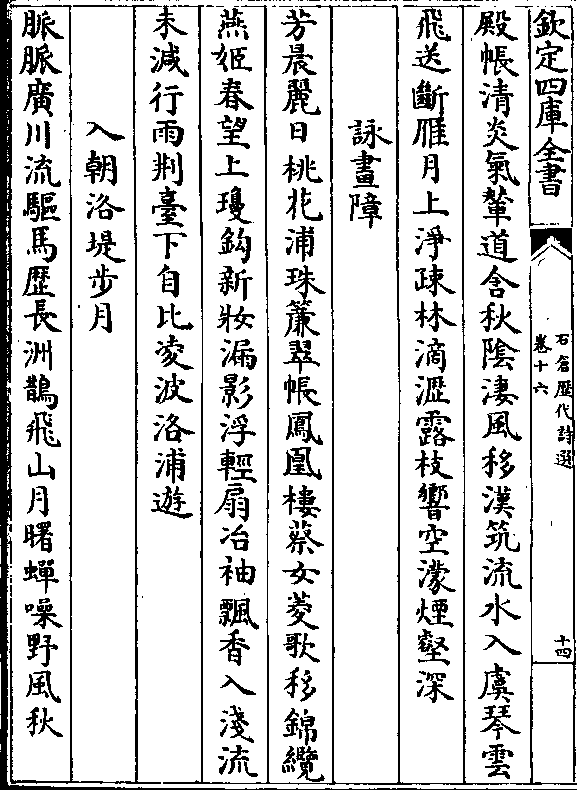 欽定四庫全書
石倉歴代詩選
卷十六
十四
殿帳清炎氣輦道含秋陰淒風移漢筑流水入虞琴雲
飛送斷雁月上淨疎林滴瀝露枝響空濛煙壑深
詠畫障
芳晨麗日桃花浦珠簾翠帳鳳凰樓蔡女菱歌移錦纜
燕姬春望上瓊鈎新妝漏影浮輕扇冶袖飄香入淺流
未減行雨荆臺下自比凌波洛浦遊
入朝洛堤步月
脈脈廣川流驅馬歴長洲鵲飛山月曙蟬噪野風秋